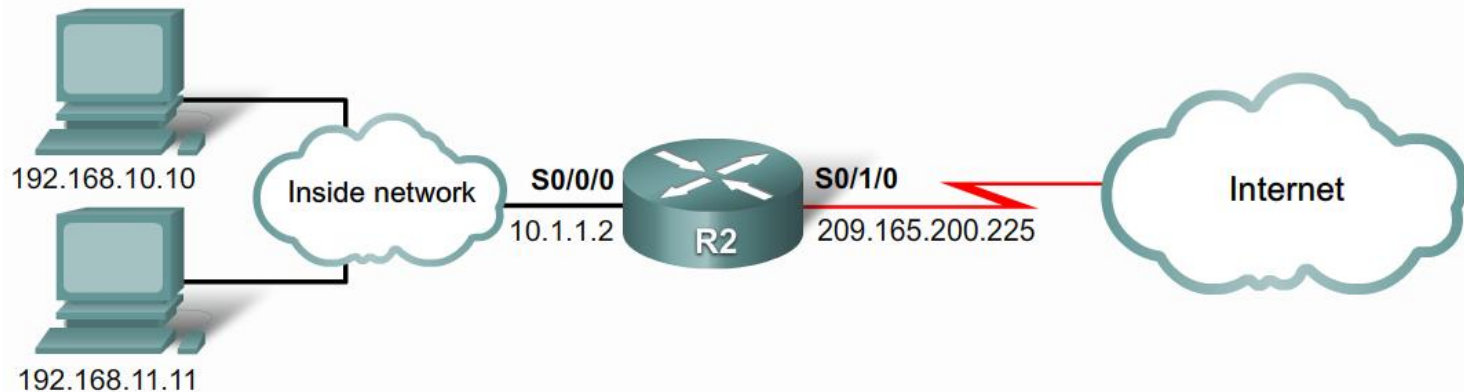 192.168.10.10
192.168.11.11
Inside network
S0/0/0
10.1.1.2
R2
S0/1/0
209.165.200.225
Internet